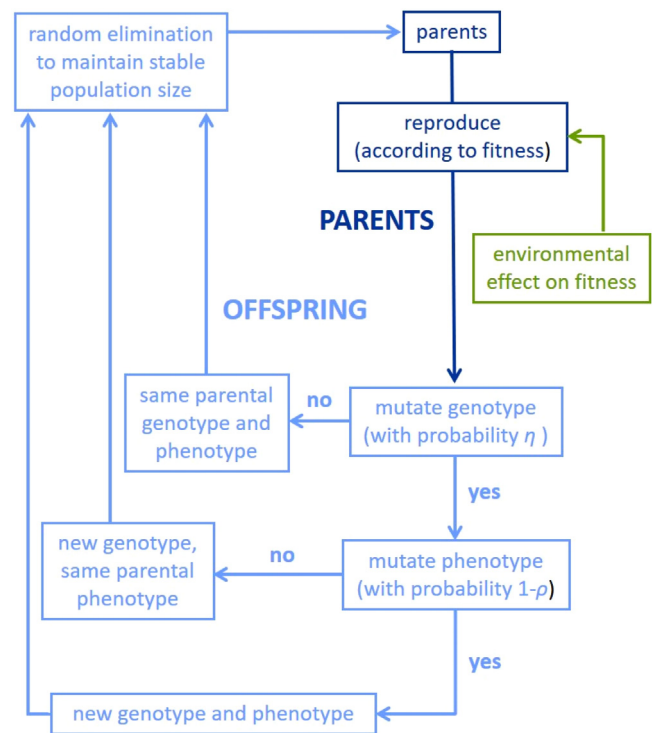 random elimination
to maintain stable
population size
parents
reproduce
(according to fitness)
PARENTS
environmental
effect on fitness
OFFSPRING
same parental
genotype and
phenotype
no
mutate genotype
(with probability η )
yes
new genotype,
same parental
phenotype
no
mutate phenotype
(with probability 1-ρ)
yes
new genotype and phenotype